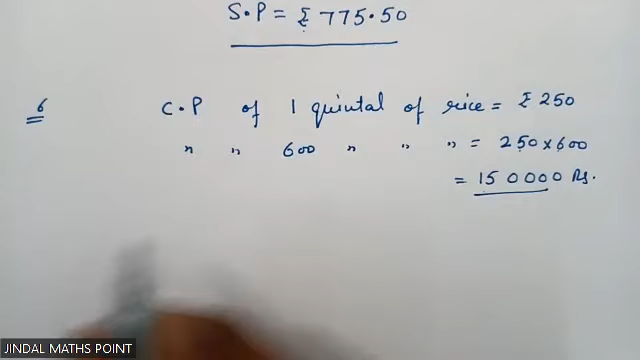 S.P = ₹ 775.50
6 C.P of 1 quintal of rice = ₹ 250
" " 600 " " " = 250 × 600
= 150000 Rs.
JINDAL MATHS POINT